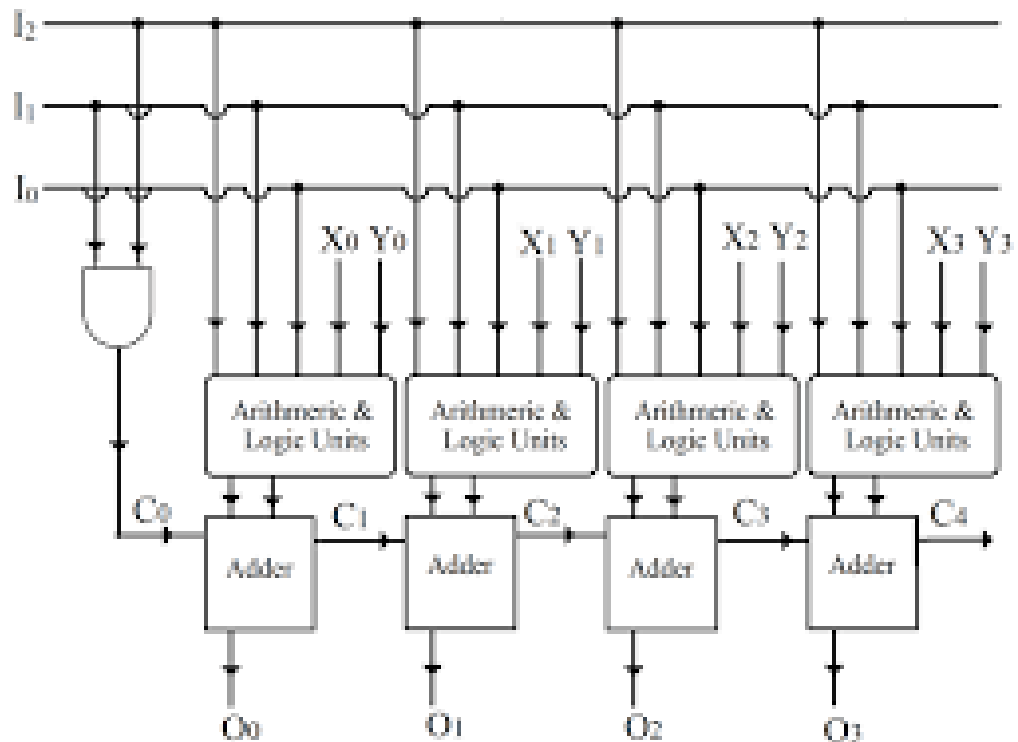 I2
I1
I0
X0 Y0 X1 Y1 X2 Y2 X3 Y3
Arithmeric & Logic Units
Arithmeric & Logic Units
Arithmeric & Logic Units
Arithmeric & Logic Units
C0 C1 C2 C3 C4
Adder Adder Adder Adder
O0 O1 O2 O3